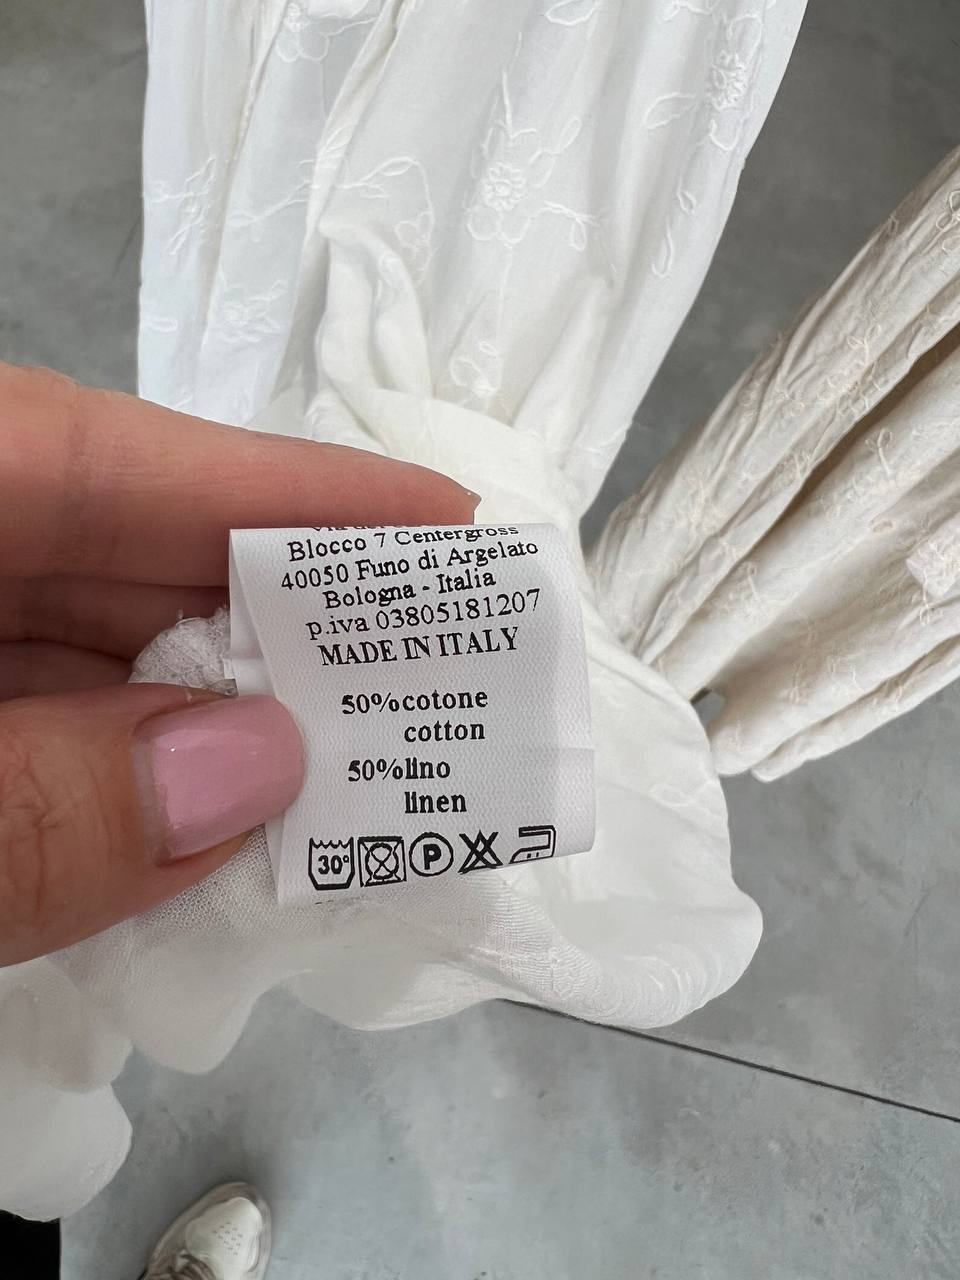 Blocco 7 Centergross
40050 Funo di Argelato
Bologna - Italia
p.iva 03805181207
MADE IN ITALY
50%cotone
cotton
50%lino
linen
30°
P